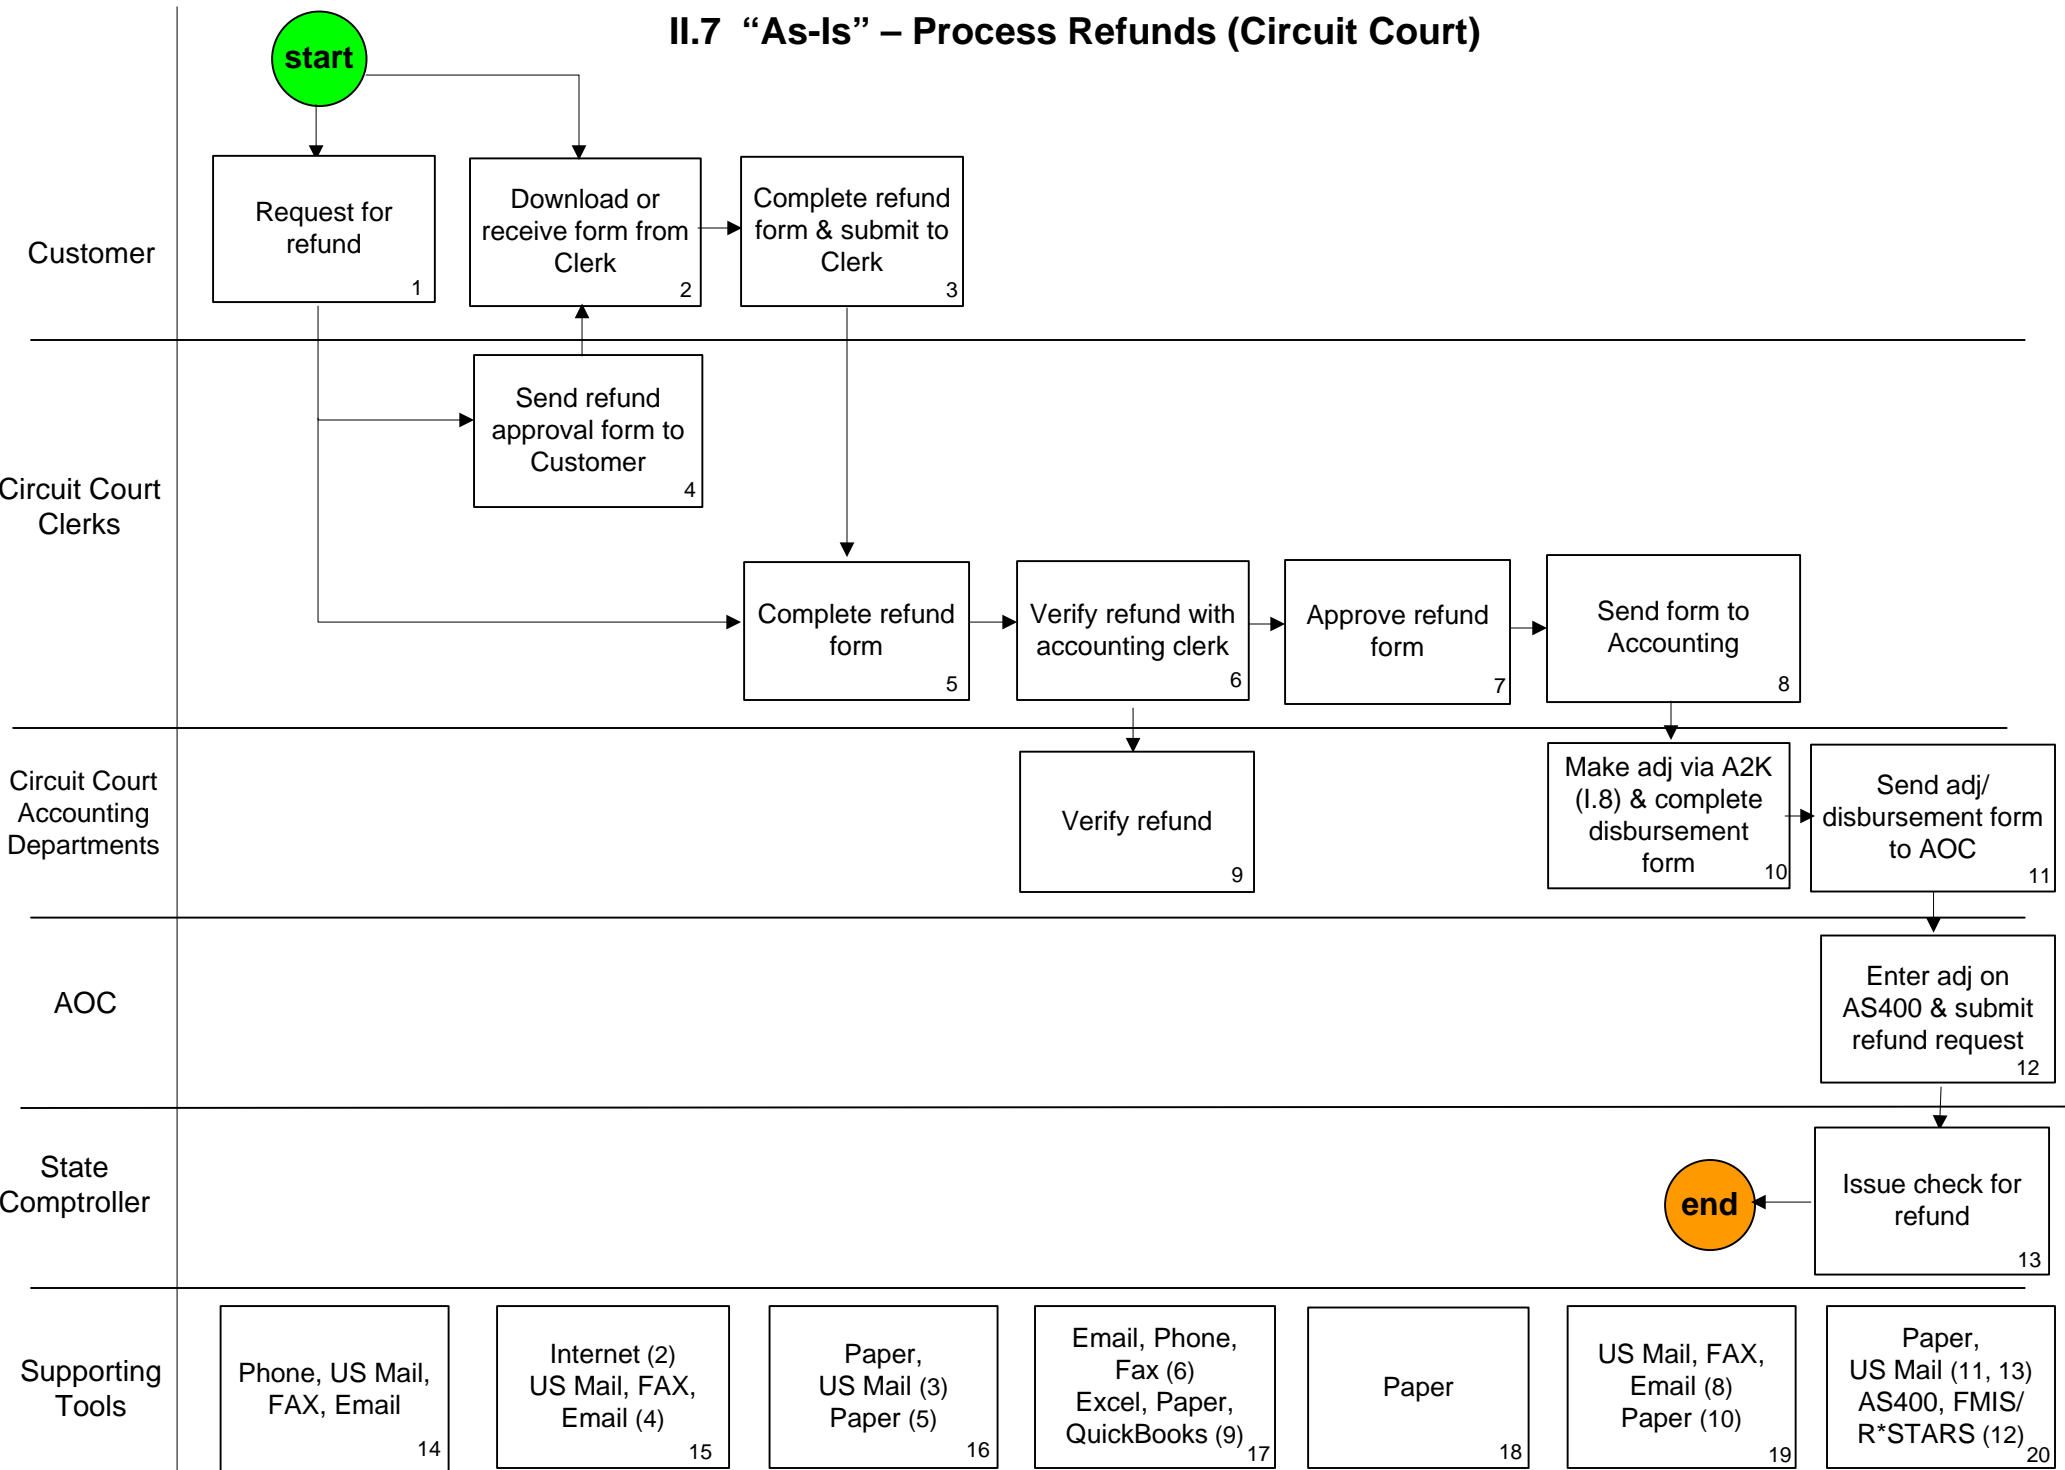 II.7 “As-Is” – Process Refunds (Circuit Court)
start
Customer
Request for
refund
1
Download or
receive form from
Clerk
2
Complete refund
form & submit to
Clerk
3
Circuit Court
Clerks
Send refund
approval form to
Customer
4
Complete refund
form
5
Verify refund with
accounting clerk
6
Approve refund
form
7
Send form to
Accounting
8
Circuit Court
Accounting
Departments
Verify refund
9
Make adj via A2K
(I.8) & complete
disbursement
form
10
Send adj/
disbursement form
to AOC
11
AOC
Enter adj on
AS400 & submit
refund request
12
State
Comptroller
end
Issue check for
refund
13
Supporting
Tools
Phone, US Mail,
FAX, Email
14
Internet (2)
US Mail, FAX,
Email (4)
15
Paper,
US Mail (3)
Paper (5)
16
Email, Phone,
Fax (6)
Excel, Paper,
QuickBooks (9)
17
Paper
18
US Mail, FAX,
Email (8)
Paper (10)
19
Paper,
US Mail (11, 13)
AS400, FMIS/
R*STARS (12)
20